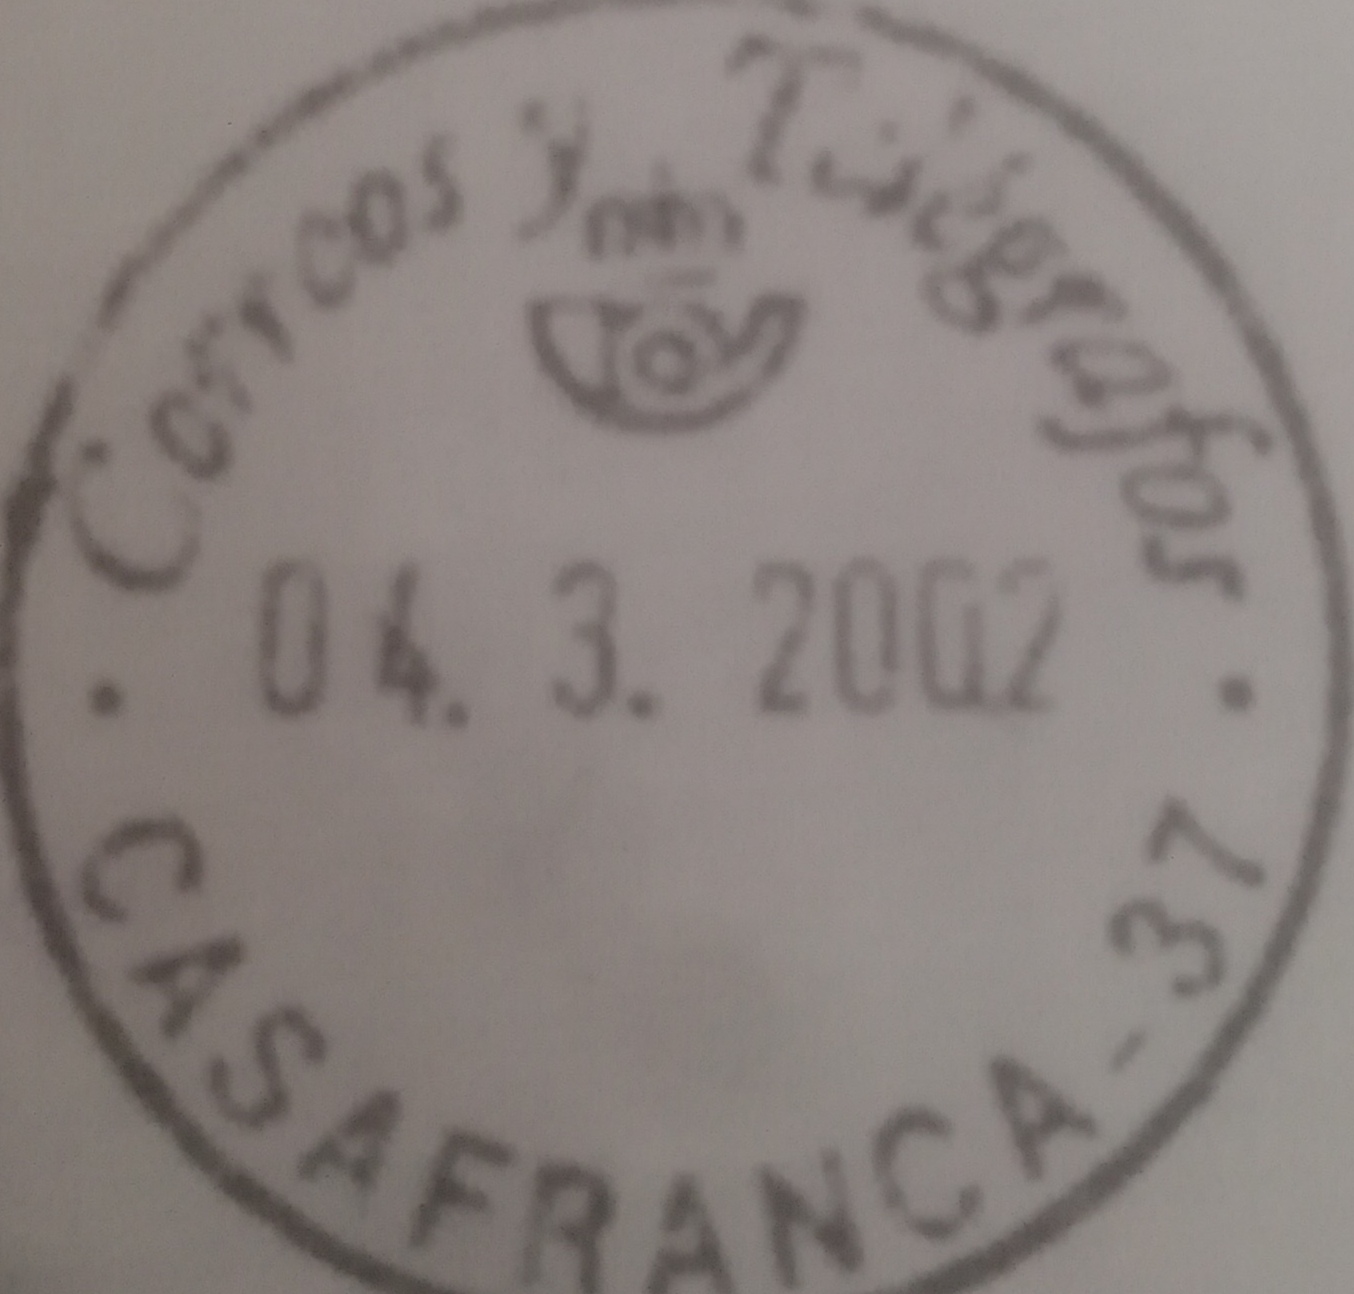 Correos y Telégrafos
04. 3. 2002
CASAFRANCA-37